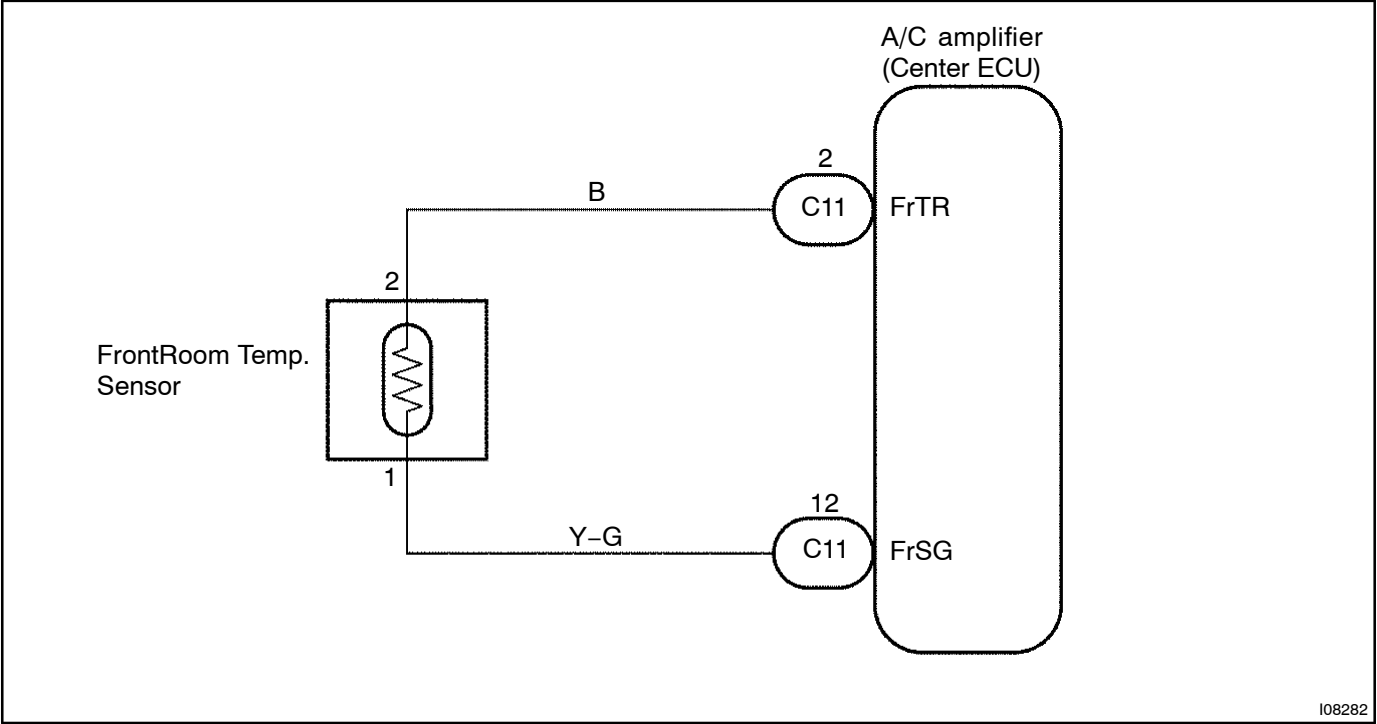 A/C amplifier
(Center ECU)
2
B
C11
FrTR
2
FrontRoom Temp.
Sensor
1
12
Y−G
C11
FrSG
I08282